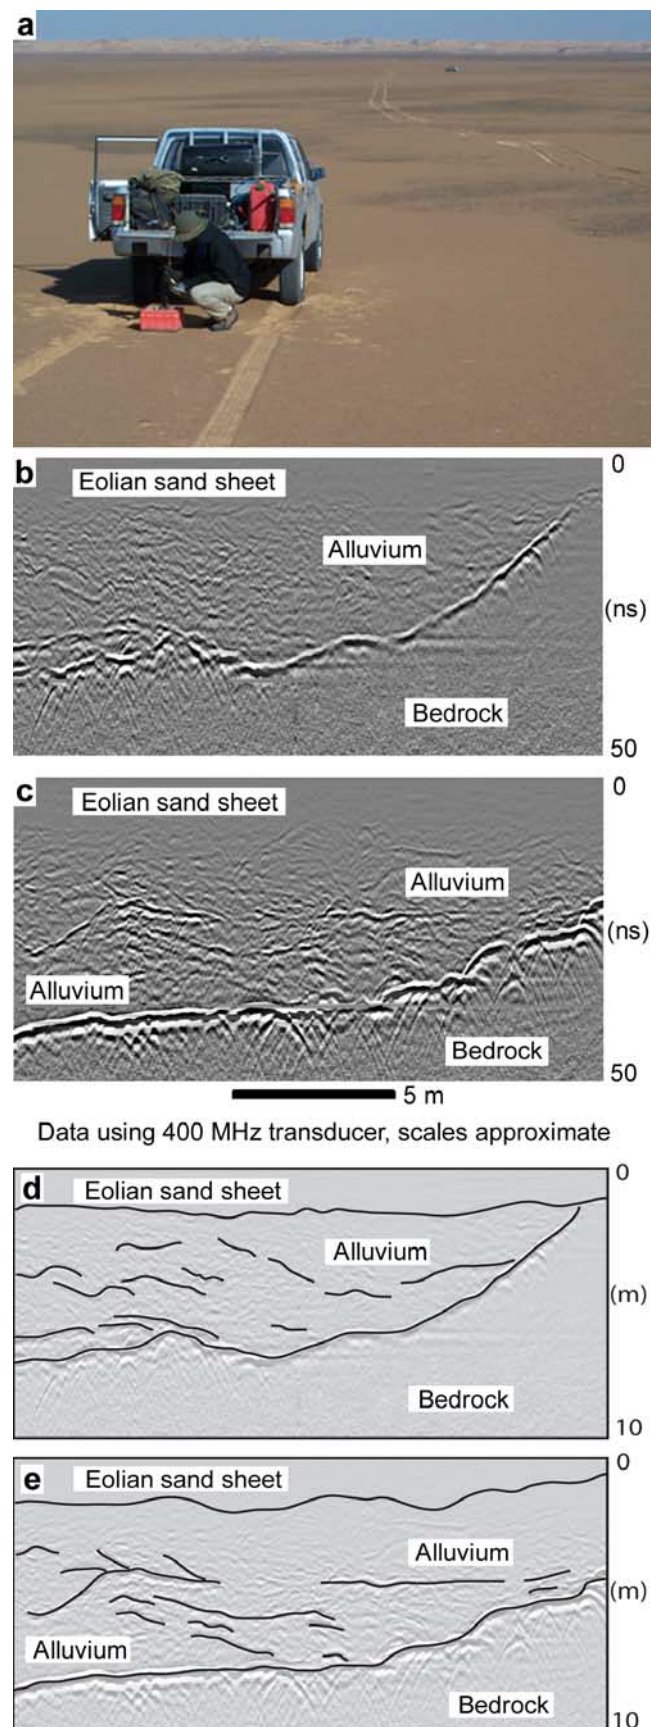 a
b
Eolian sand sheet
0
Alluvium
(ns)
Bedrock
50
c
Eolian sand sheet
0
Alluvium
(ns)
Alluvium
Bedrock
50
5 m
Data using 400 MHz transducer, scales approximate
d
Eolian sand sheet
0
Alluvium
(m)
Bedrock
10
e
Eolian sand sheet
0
Alluvium
(m)
Alluvium
Bedrock
10